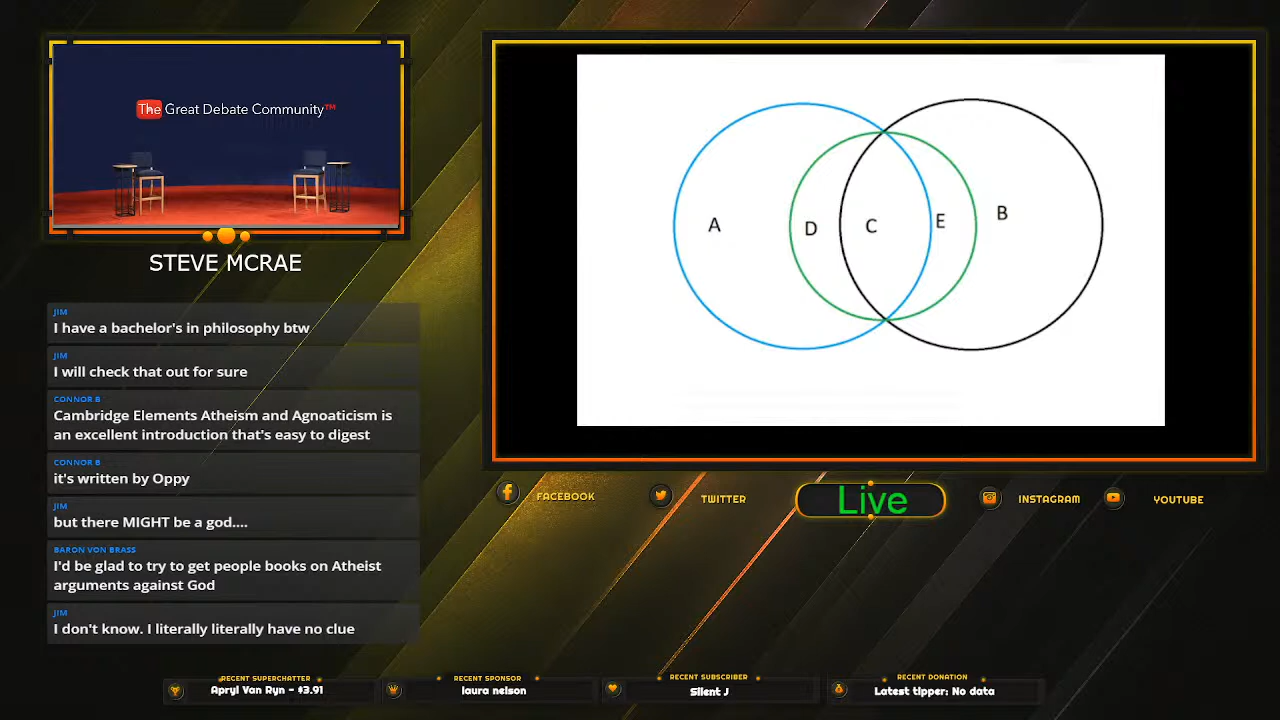 The Great Debate Community™
STEVE MCRAE
JIM
I have a bachelor's in philosophy btw
JIM
I will check that out for sure
CONNOR B
Cambridge Elements Atheism and Agnoaticism is
an excellent introduction that's easy to digest
CONNOR B
it's written by Oppy
JIM
but there MIGHT be a god....
BARON VON BRASS
I'd be glad to try to get people books on Atheist
arguments against God
JIM
I don't know. I literally literally have no clue
A
D
C
E
B
FACEBOOK
TWITTER
Live
INSTAGRAM
YOUTUBE
RECENT SUPERCHATTER
Apryl Van Ryn - $3.91
RECENT SPONSOR
laura nelson
RECENT SUBSCRIBER
Silent J
RECENT DONATION
Latest tipper: No data